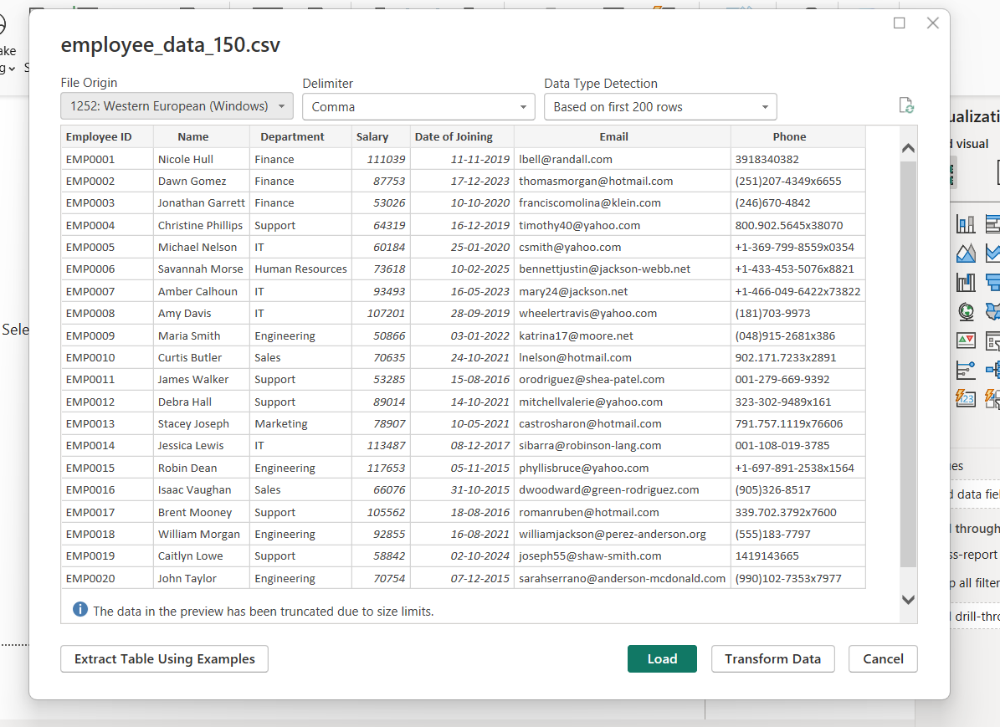 employee_data_150.csv
File Origin Delimiter Data Type Detection
1252: Western European (Windows) Comma Based on first 200 rows
Employee ID Name Department Salary Date of Joining Email Phone
EMP0001 Nicole Hull Finance 111039 11-11-2019 lbell@randall.com 3918340382
EMP0002 Dawn Gomez Finance 87753 17-12-2023 thomasmorgan@hotmail.com (251)207-4349x6655
EMP0003 Jonathan Garrett Finance 53026 10-10-2020 franciscomolina@klein.com (246)670-4842
EMP0004 Christine Phillips Support 64319 16-12-2019 timothy40@yahoo.com 800.902.5645x38070
EMP0005 Michael Nelson IT 60184 25-01-2020 csmith@yahoo.com +1-369-799-8559x0354
EMP0006 Savannah Morse Human Resources 73618 10-02-2025 bennettjustin@jackson-webb.net +1-433-453-5076x8821
EMP0007 Amber Calhoun IT 93493 16-05-2023 mary24@jackson.net +1-466-049-6422x73822
EMP0008 Amy Davis IT 107201 28-09-2019 wheelertravis@yahoo.com (181)703-9973
EMP0009 Maria Smith Engineering 50866 03-01-2022 katrina17@moore.net (048)915-2681x386
EMP0010 Curtis Butler Sales 70635 24-10-2021 lnelson@hotmail.com 902.171.7233x2891
EMP0011 James Walker Support 53285 15-08-2016 orodriguez@shea-patel.com 001-279-669-9392
EMP0012 Debra Hall Support 89014 14-10-2021 mitchellvalerie@yahoo.com 323-302-9489x161
EMP0013 Stacey Joseph Marketing 78907 10-05-2021 castrosharon@hotmail.com 791.757.1119x76606
EMP0014 Jessica Lewis IT 113487 08-12-2017 sibarra@robinson-lang.com 001-108-019-3785
EMP0015 Robin Dean Engineering 117653 05-11-2015 phyllisbruce@yahoo.com +1-697-891-2538x1564
EMP0016 Isaac Vaughan Sales 66076 31-10-2015 dwoodward@green-rodriguez.com (905)326-8517
EMP0017 Brent Mooney Support 105562 18-08-2016 romanruben@hotmail.com 339.702.3792x7600
EMP0018 William Morgan Engineering 92855 16-08-2021 williamjackson@perez-anderson.org (555)183-7797
EMP0019 Caitlyn Lowe Support 58842 02-10-2024 joseph55@shaw-smith.com 1419143665
EMP0020 John Taylor Engineering 70754 07-12-2015 sarahserrano@anderson-mcdonald.com (990)102-7353x7977
The data in the preview has been truncated due to size limits.
Extract Table Using Examples Load Transform Data Cancel
ake
g
S
Sele
ualizati
d visual
123
ues
d data fie
l through
ss-report
p all filter
l drill-thro